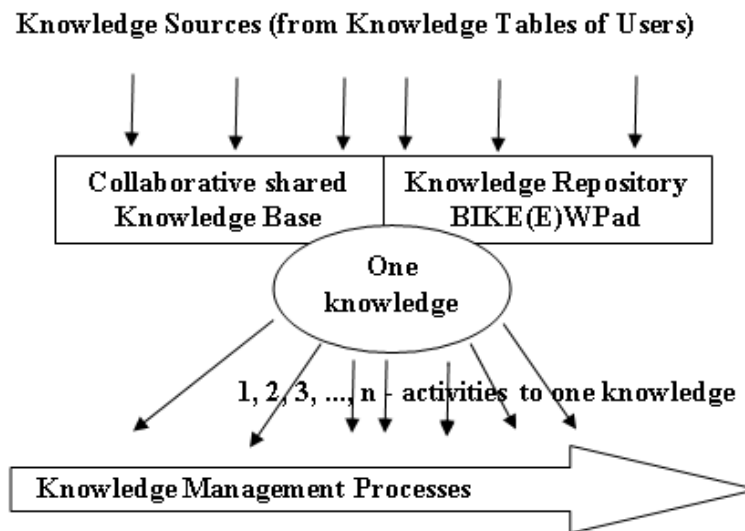 Knowledge Sources (from Knowledge Tables of Users)
Collaborative shared
Knowledge Base
Knowledge Repository
BIKE(E)WPad
One
knowledge
1, 2, 3, ..., n - activities to one knowledge
Knowledge Management Processes